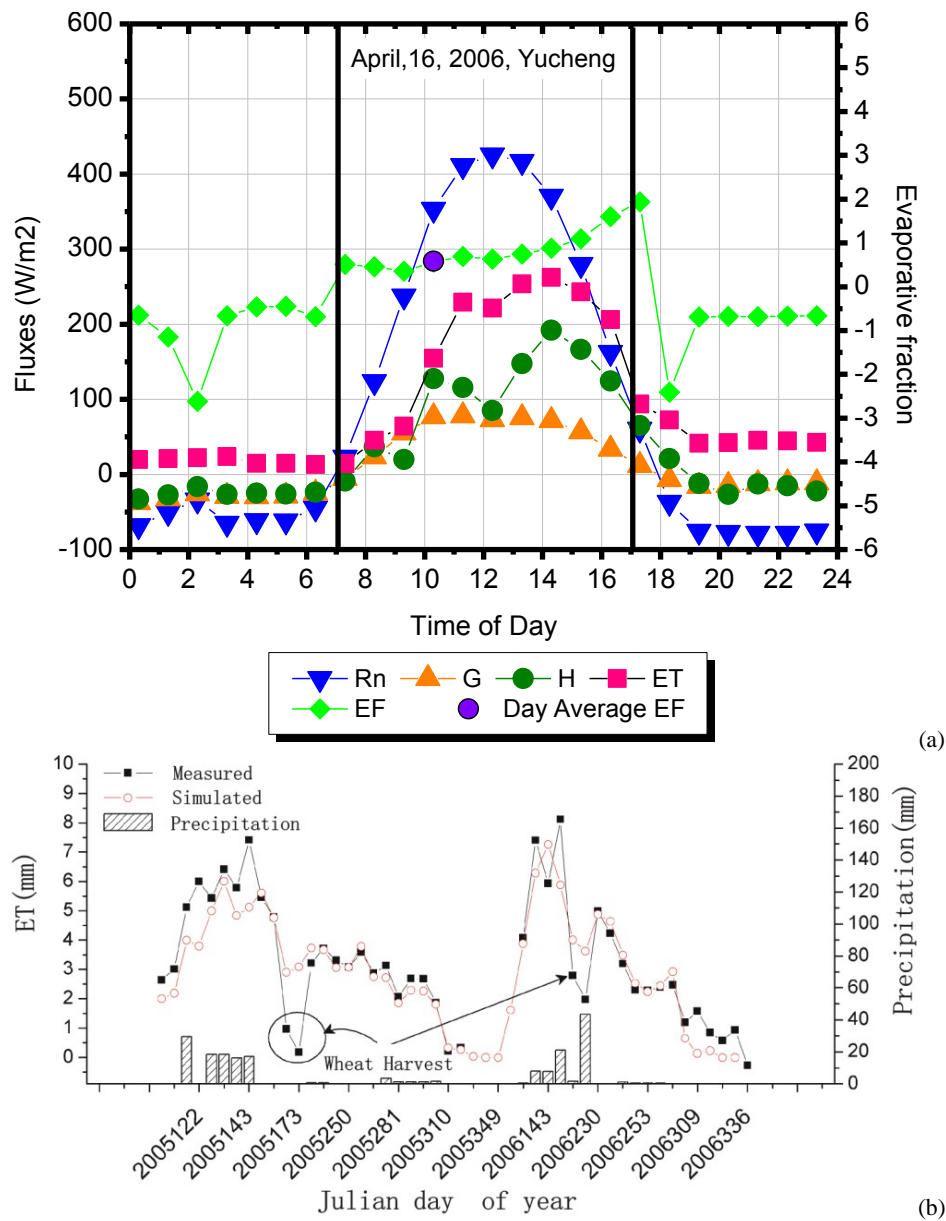 April,16, 2006, Yucheng
600
500
400
300
200
100
0
-100
Fluxes (W/m2)
6
5
4
3
2
1
0
-1
-2
-3
-4
-5
-6
Evaporative fraction
0 2 4 6 8 10 12 14 16 18 20 22 24
Time of Day
Rn G H ET
EF Day Average EF
(a)
10
9
8
7
6
5
4
3
2
1
0
ET(mm)
Measured
Simulated
Precipitation
Wheat Harvest
200
180
160
140
120
100
80
60
40
20
0
Precipitation(mm)
2005122 2005143 2005173 2005250 2005281 2005310 2005349 2006143 2006230 2006253 2006309 2006336
Julian day of year
(b)